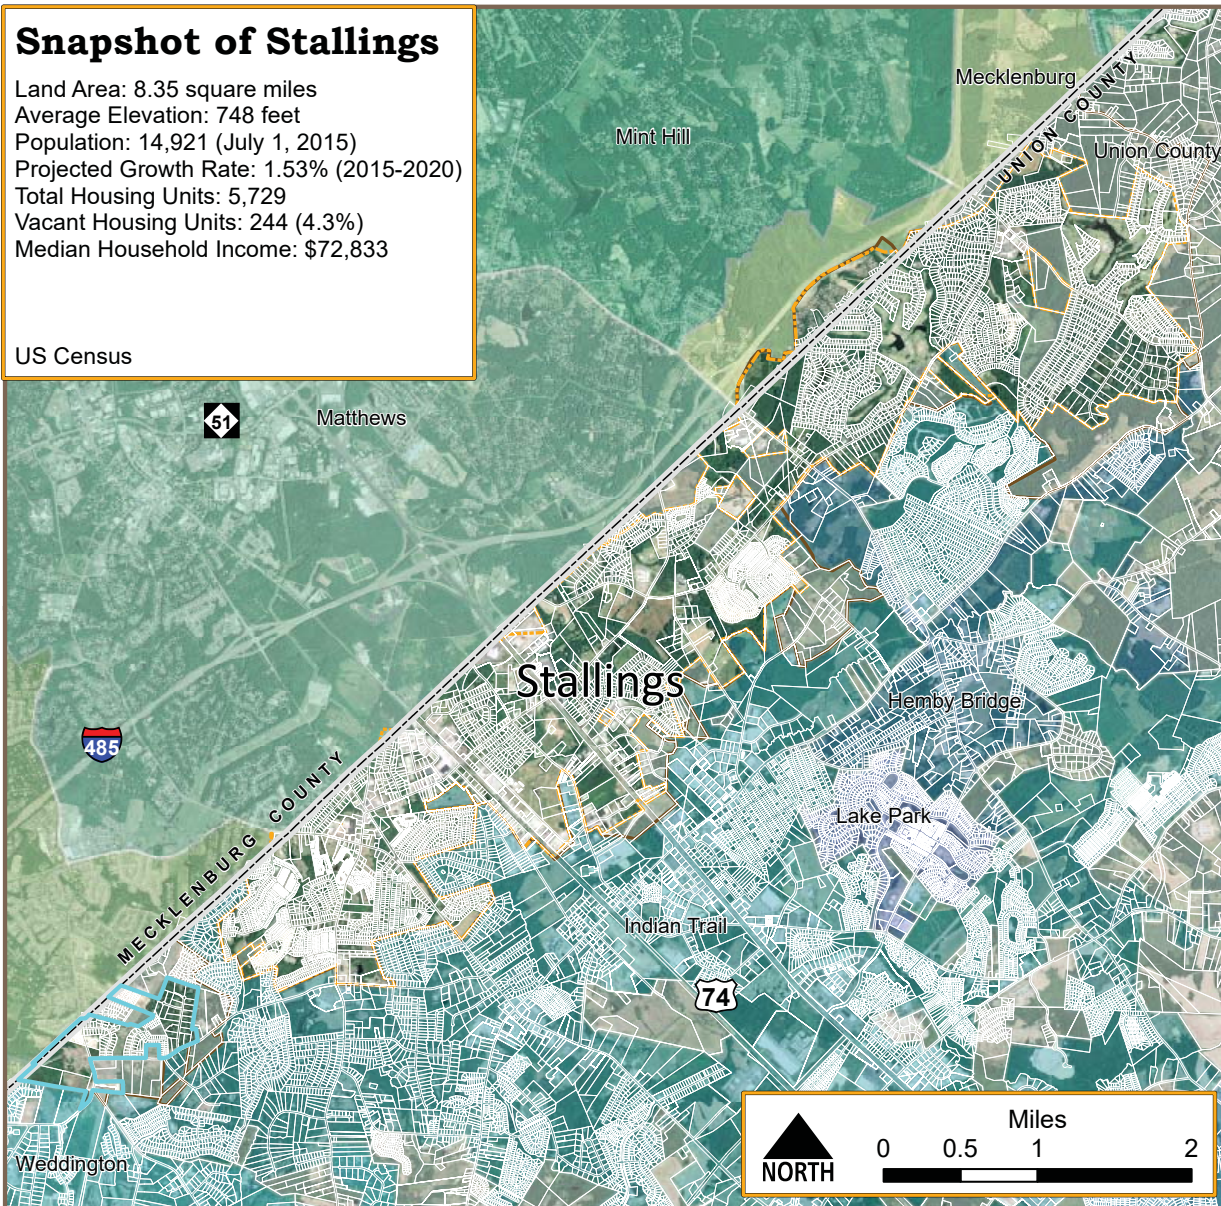 Snapshot of Stallings
Land Area: 8.35 square miles
Average Elevation: 748 feet
Population: 14,921 (July 1, 2015)
Projected Growth Rate: 1.53% (2015-2020)
Total Housing Units: 5,729
Vacant Housing Units: 244 (4.3%)
Median Household Income: $72,833
US Census
Mecklenburg
Mint Hill
UNION COUNTY
Union County
51
Matthews
Stallings
Hemby Bridge
485
MECKLENBURG COUNTY
Lake Park
Indian Trail
74
Weddington
NORTH
Miles
0 0.5 1 2